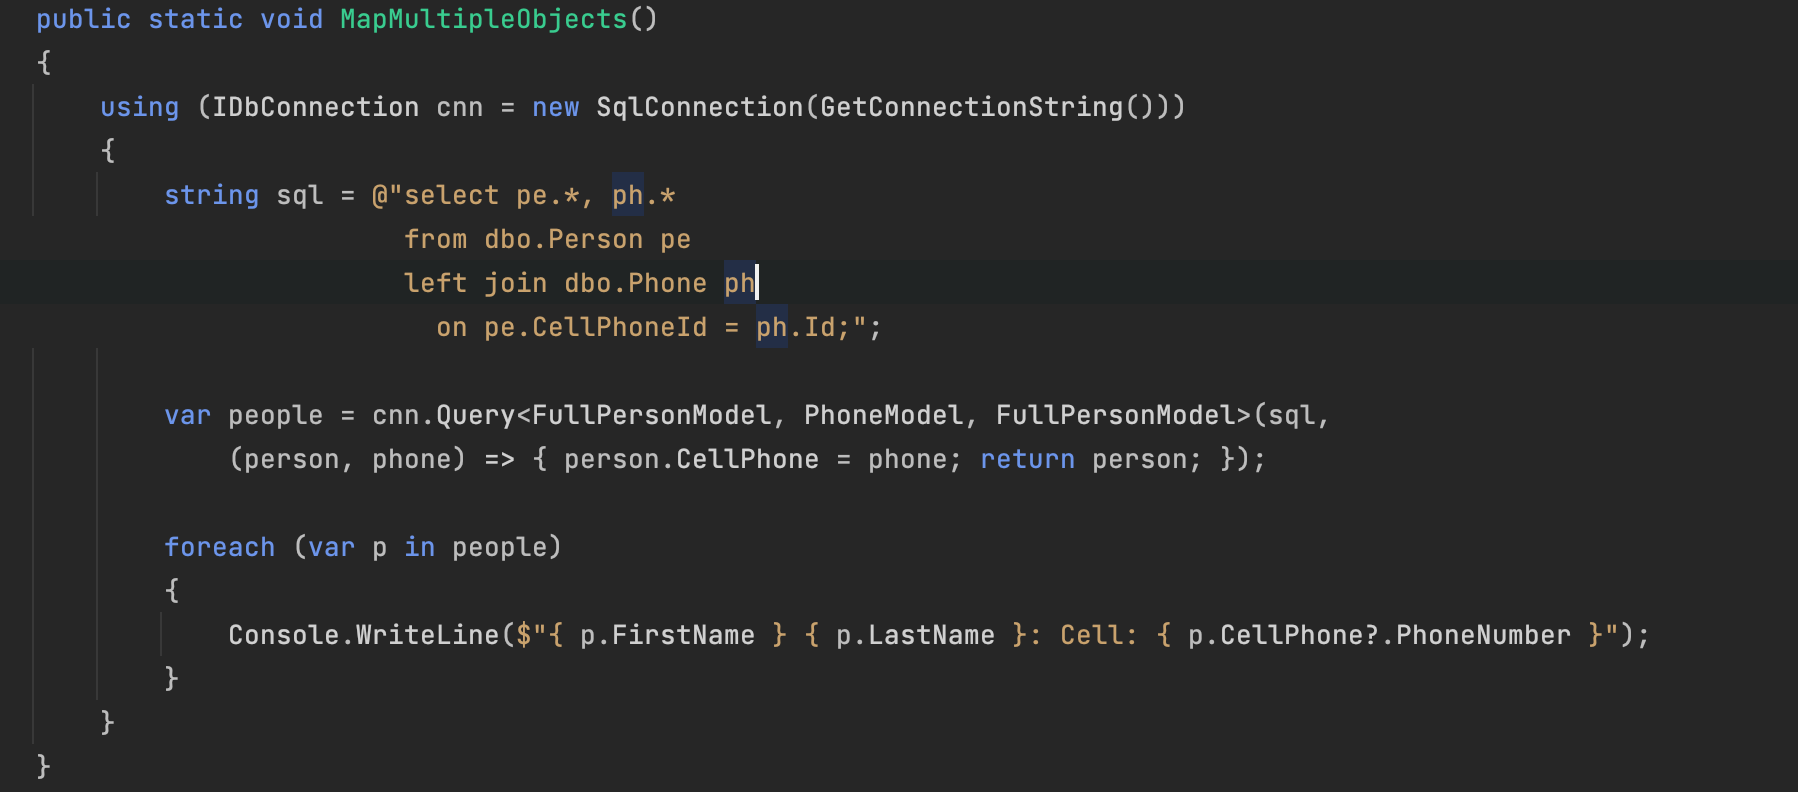 public static void MapMultipleObjects()
{
using (IDbConnection cnn = new SqlConnection(GetConnectionString()))
{
string sql = @"select pe.*, ph.*
from dbo.Person pe
left join dbo.Phone ph
on pe.CellPhoneId = ph.Id;";
var people = cnn.Query<FullPersonModel, PhoneModel, FullPersonModel>(sql,
(person, phone) => { person.CellPhone = phone; return person; });
foreach (var p in people)
{
Console.WriteLine($"{ p.FirstName } { p.LastName }: Cell: { p.CellPhone?.PhoneNumber }");
}
}
}